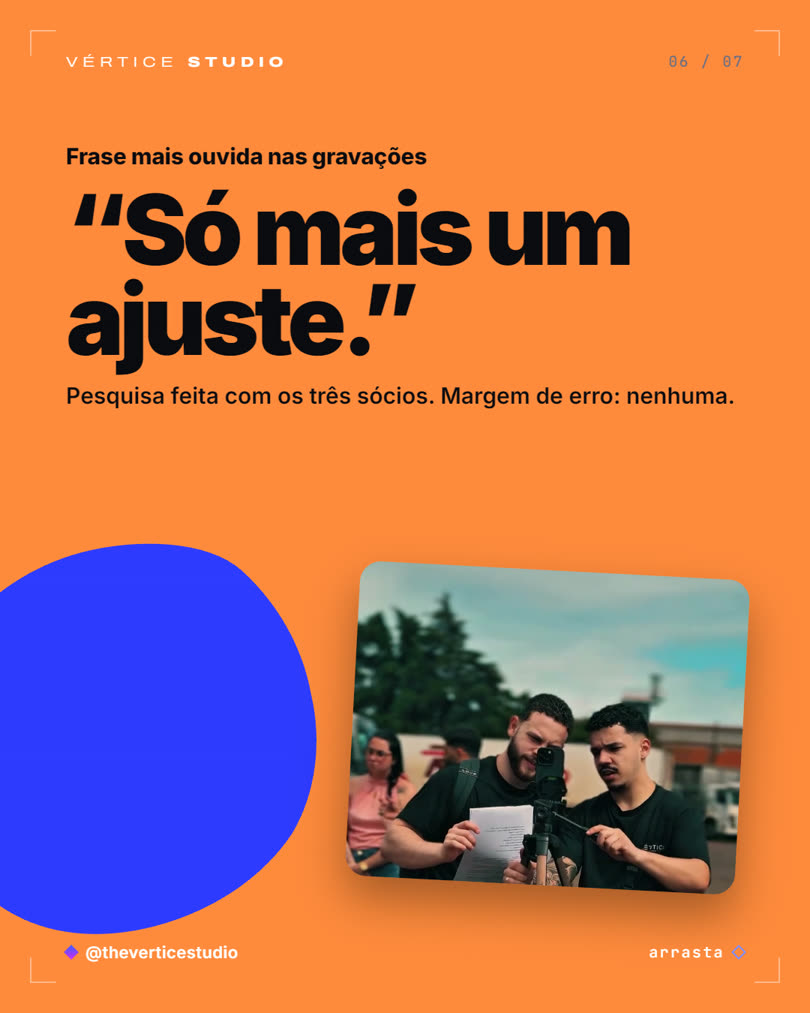 VÉRTICE STUDIO
06 / 07
Frase mais ouvida nas gravações
“Só mais um
ajuste.”
Pesquisa feita com os três sócios. Margem de erro: nenhuma.
@theverticestudio
arrasta